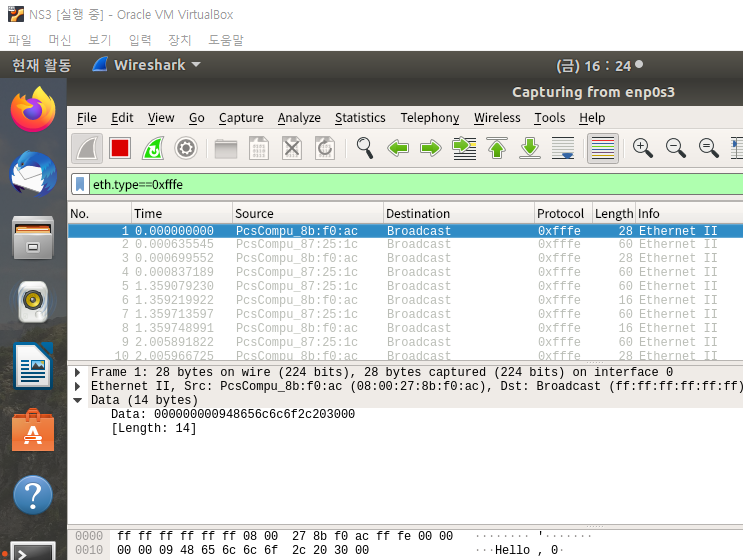 NS3 [실행 중] - Oracle VM VirtualBox
파일 머신 보기 입력 장치 도움말
현재 활동 Wireshark (금) 16 : 24
Capturing from enp0s3
File Edit View Go Capture Analyze Statistics Telephony Wireless Tools Help
eth.type==0xfffe
No. Time Source Destination Protocol Length Info
1 0.000000000 PcsCompu_8b:f0:ac Broadcast 0xfffe 28 Ethernet II
2 0.000635545 PcsCompu_87:25:1c Broadcast 0xfffe 60 Ethernet II
3 0.000699552 PcsCompu_8b:f0:ac Broadcast 0xfffe 28 Ethernet II
4 0.000837189 PcsCompu_87:25:1c Broadcast 0xfffe 60 Ethernet II
5 1.359079230 PcsCompu_87:25:1c Broadcast 0xfffe 60 Ethernet II
6 1.359219922 PcsCompu_8b:f0:ac Broadcast 0xfffe 16 Ethernet II
7 1.359713597 PcsCompu_87:25:1c Broadcast 0xfffe 60 Ethernet II
8 1.359748991 PcsCompu_8b:f0:ac Broadcast 0xfffe 16 Ethernet II
9 2.005891822 PcsCompu_87:25:1c Broadcast 0xfffe 60 Ethernet II
10 2.005966725 PcsCompu_8b:f0:ac Broadcast 0xfffe 28 Ethernet II
Frame 1: 28 bytes on wire (224 bits), 28 bytes captured (224 bits) on interface 0
Ethernet II, Src: PcsCompu_8b:f0:ac (08:00:27:8b:f0:ac), Dst: Broadcast (ff:ff:ff:ff:ff:ff)
Data (14 bytes)
Data: 000000000948656c6c6f2c203000
[Length: 14]
0000 ff ff ff ff ff ff 08 00 27 8b f0 ac ff fe 00 00 ········ '·······
0010 00 00 09 48 65 6c 6c 6f 2c 20 30 00 ···Hello , 0·